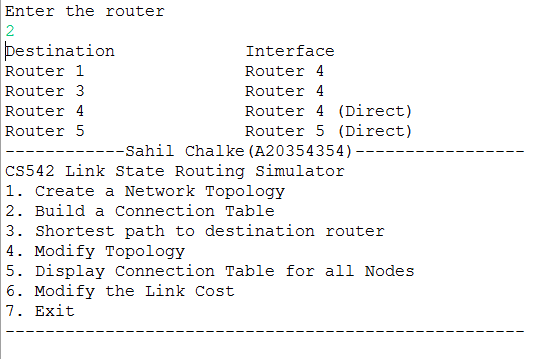 Enter the router
2
Destination Interface
Router 1 Router 4
Router 3 Router 4
Router 4 Router 4 (Direct)
Router 5 Router 5 (Direct)
------------Sahil Chalke(A20354354)-----------------
CS542 Link State Routing Simulator
1. Create a Network Topology
2. Build a Connection Table
3. Shortest path to destination router
4. Modify Topology
5. Display Connection Table for all Nodes
6. Modify the Link Cost
7. Exit
----------------------------------------------------